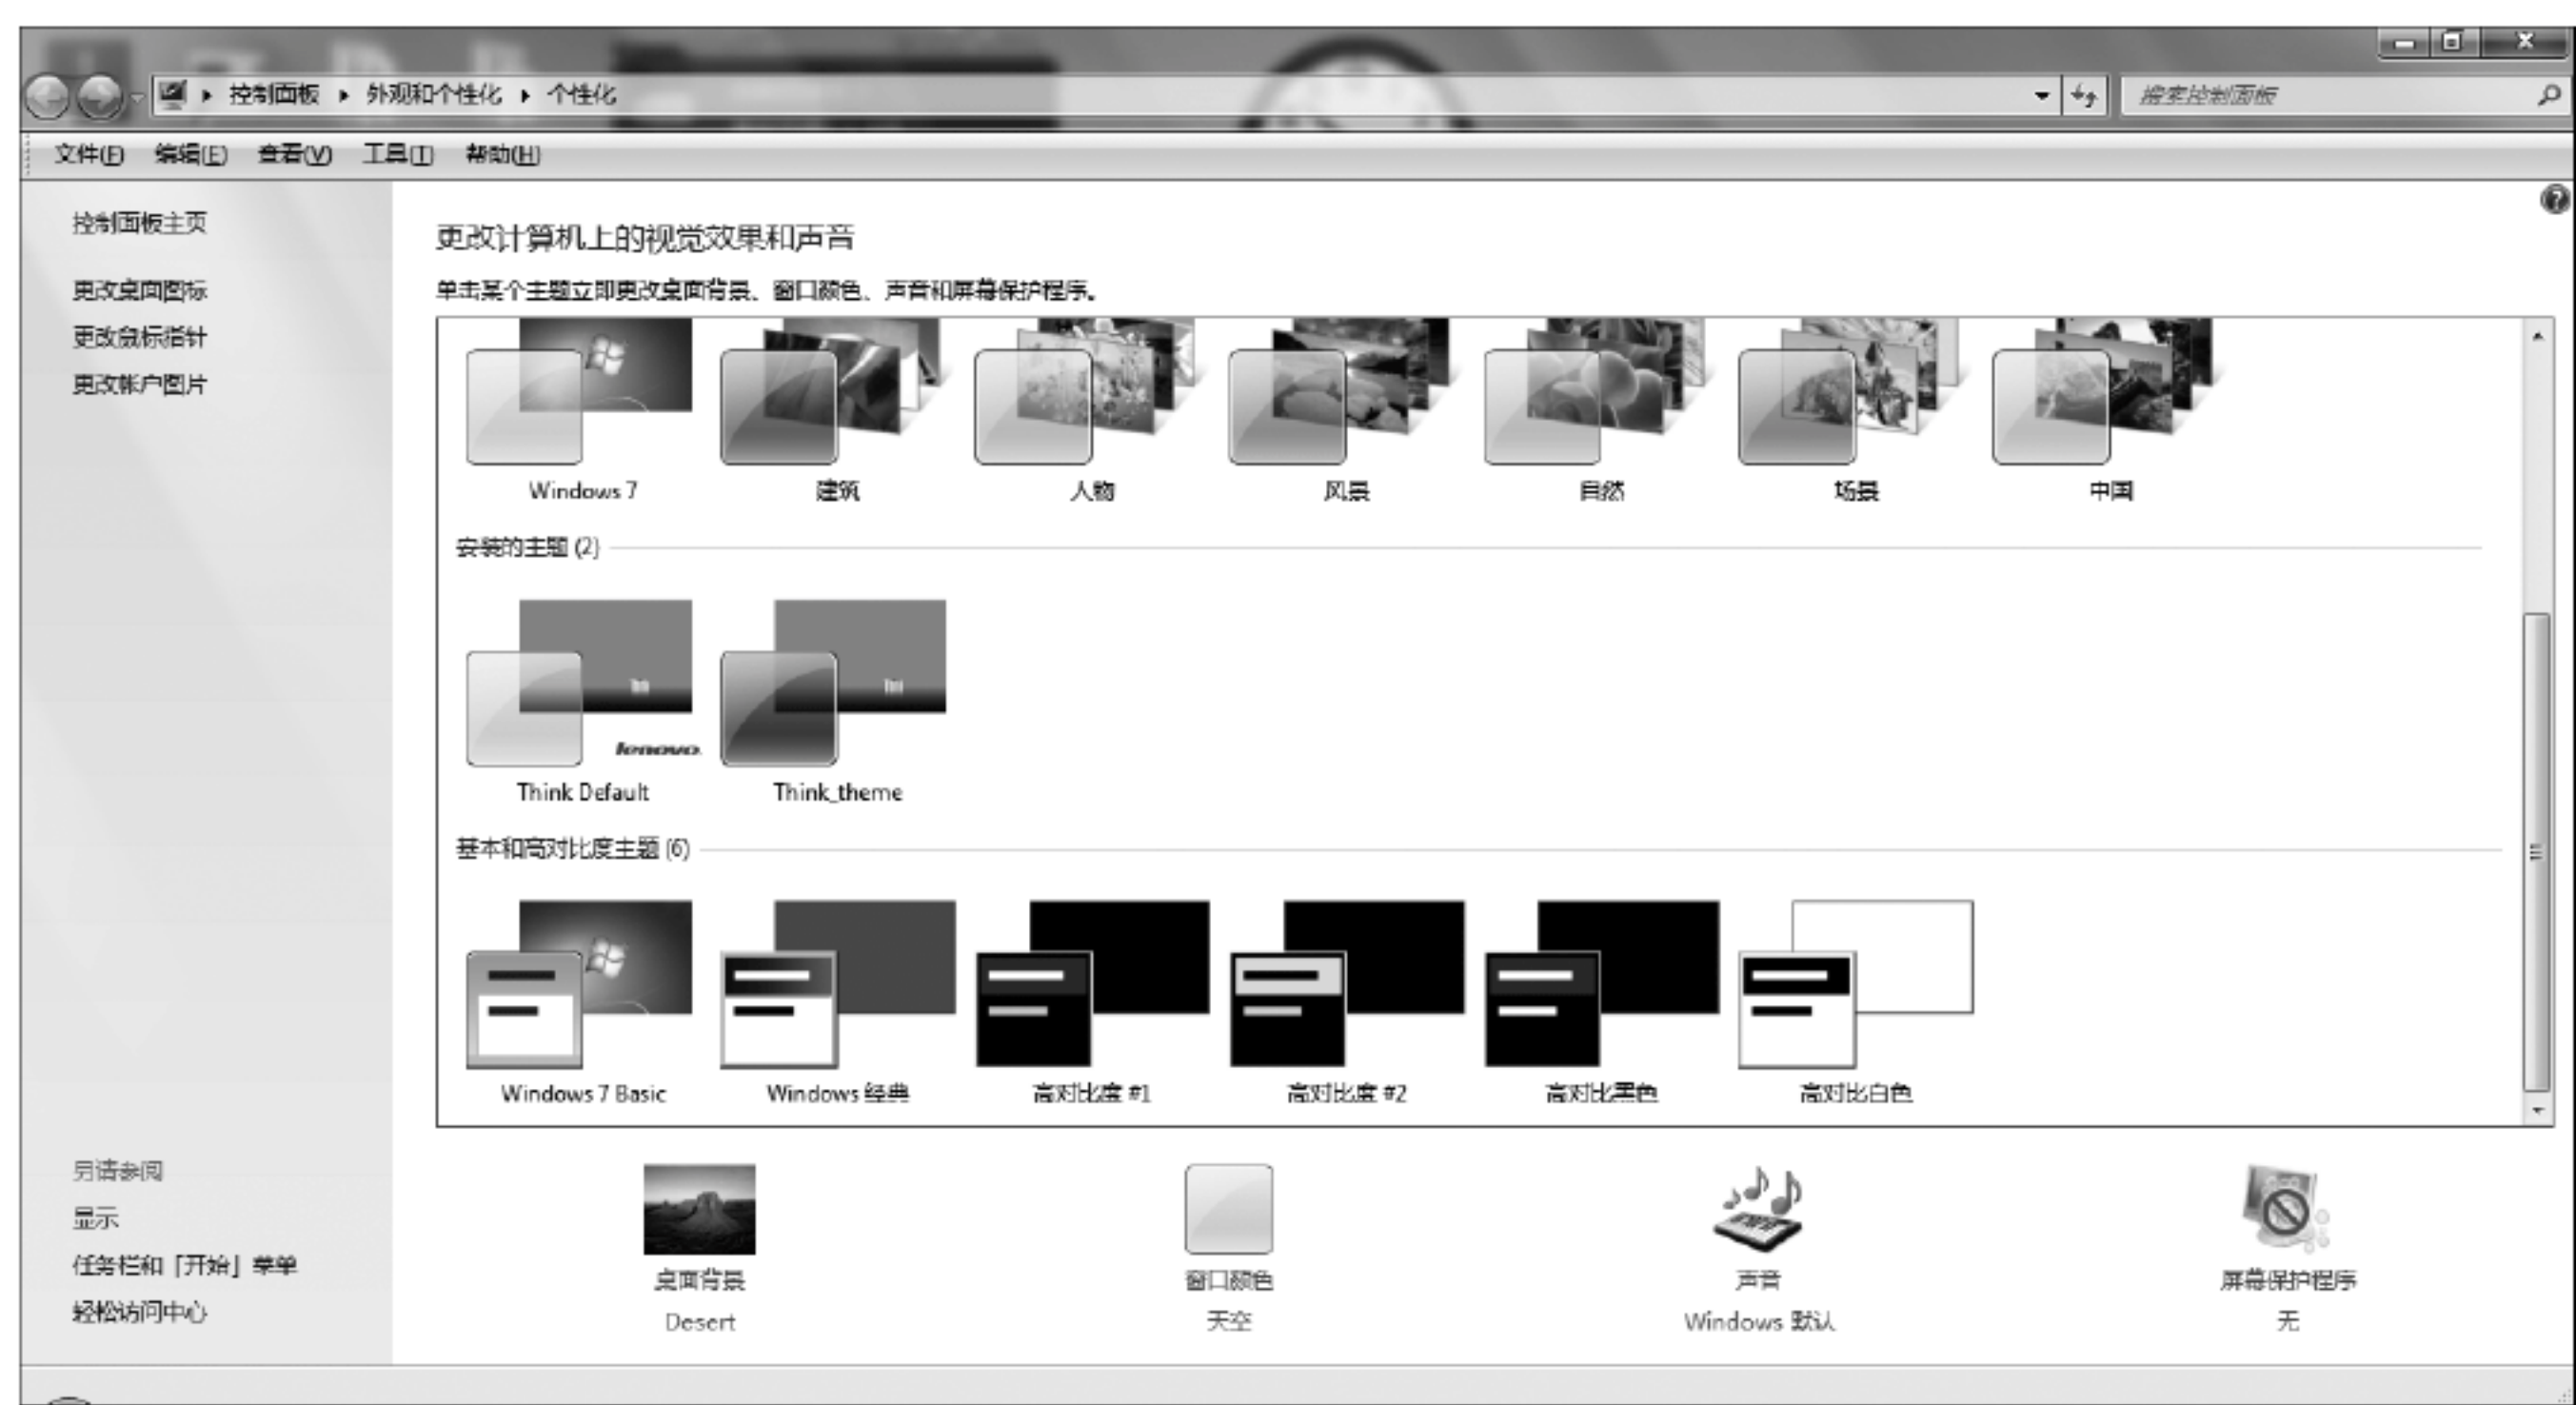 控制面板 ▸ 外观和个性化 ▸ 个性化
搜索控制面板
文件(F) 编辑(E) 查看(V) 工具(T) 帮助(H)
控制面板主页
更改桌面图标
更改鼠标指针
更改帐户图片
更改计算机上的视觉效果和声音
单击某个主题立即更改桌面背景、窗口颜色、声音和屏幕保护程序。
Windows 7 建筑 人物 风景 自然 场景 中国
安装的主题 (2)
lenovo.
Think Default Think_theme
基本和高对比度主题 (6)
Windows 7 Basic Windows 经典 高对比度 #1 高对比度 #2 高对比黑色 高对比白色
另请参阅
显示
任务栏和「开始」菜单
轻松访问中心
桌面背景 窗口颜色 声音 屏幕保护程序
Desert 天空 Windows 默认 无